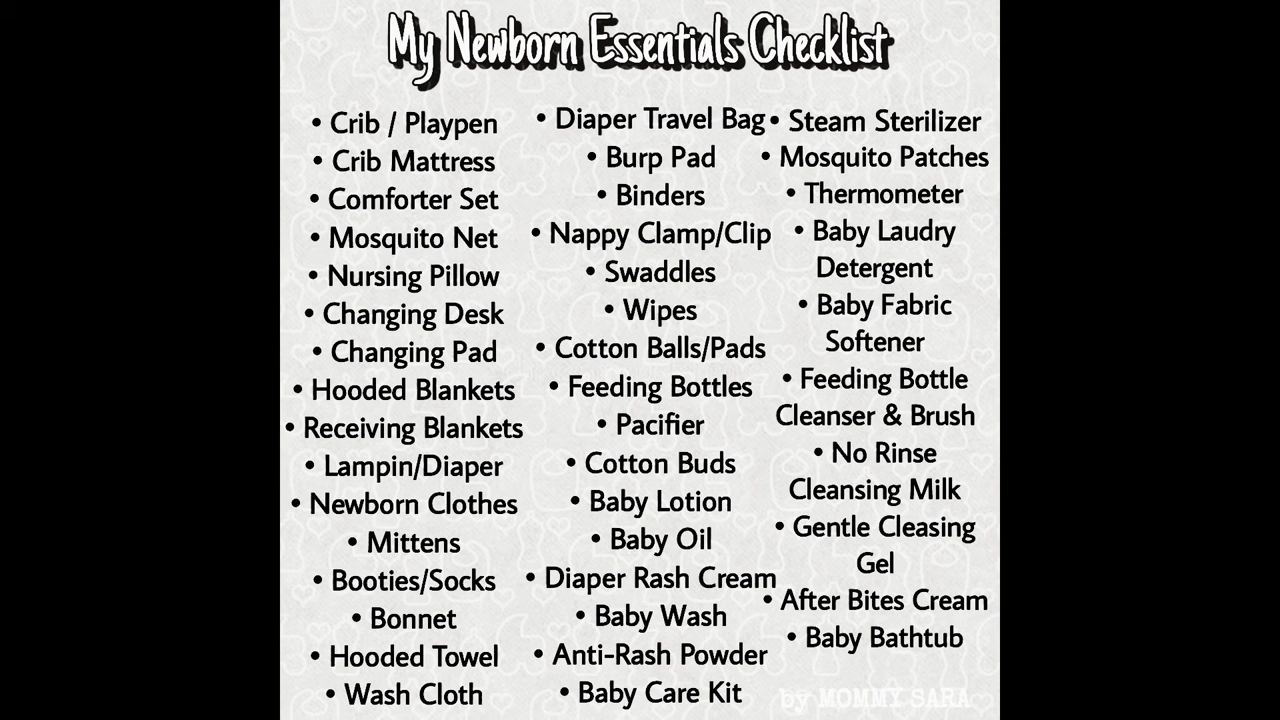 My Newborn Essentials Checklist
• Crib / Playpen
• Crib Mattress
• Comforter Set
• Mosquito Net
• Nursing Pillow
• Changing Desk
• Changing Pad
• Hooded Blankets
• Receiving Blankets
• Lampin/Diaper
• Newborn Clothes
• Mittens
• Booties/Socks
• Bonnet
• Hooded Towel
• Wash Cloth
• Diaper Travel Bag
• Burp Pad
• Binders
• Nappy Clamp/Clip
• Swaddles
• Wipes
• Cotton Balls/Pads
• Feeding Bottles
• Pacifier
• Cotton Buds
• Baby Lotion
• Baby Oil
• Diaper Rash Cream
• Baby Wash
• Anti-Rash Powder
• Baby Care Kit
• Steam Sterilizer
• Mosquito Patches
• Thermometer
• Baby Laudry
Detergent
• Baby Fabric
Softener
• Feeding Bottle
Cleanser & Brush
• No Rinse
Cleansing Milk
• Gentle Cleasing
Gel
• After Bites Cream
• Baby Bathtub
by MOMMY SARA